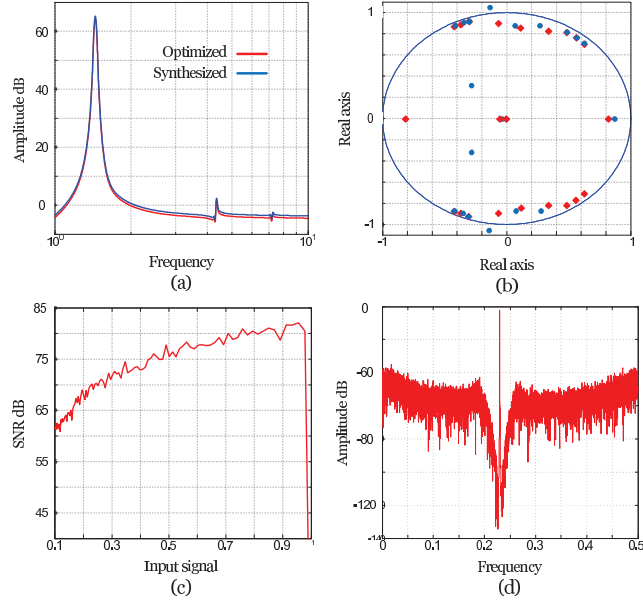 60
40
20
0
10⁰
10¹
Amplitude dB
Optimized
Synthesized
Frequency
(a)
1
0
-1
-1
0
1
Real axis
Real axis
(b)
85
75
65
55
45
40
0.1
0.3
0.5
0.7
0.9
1
SNR dB
Input signal
(c)
0
-60
-80
-120
-14
0
0.1
0.2
0.3
0.4
0.5
Amplitude dB
Frequency
(d)